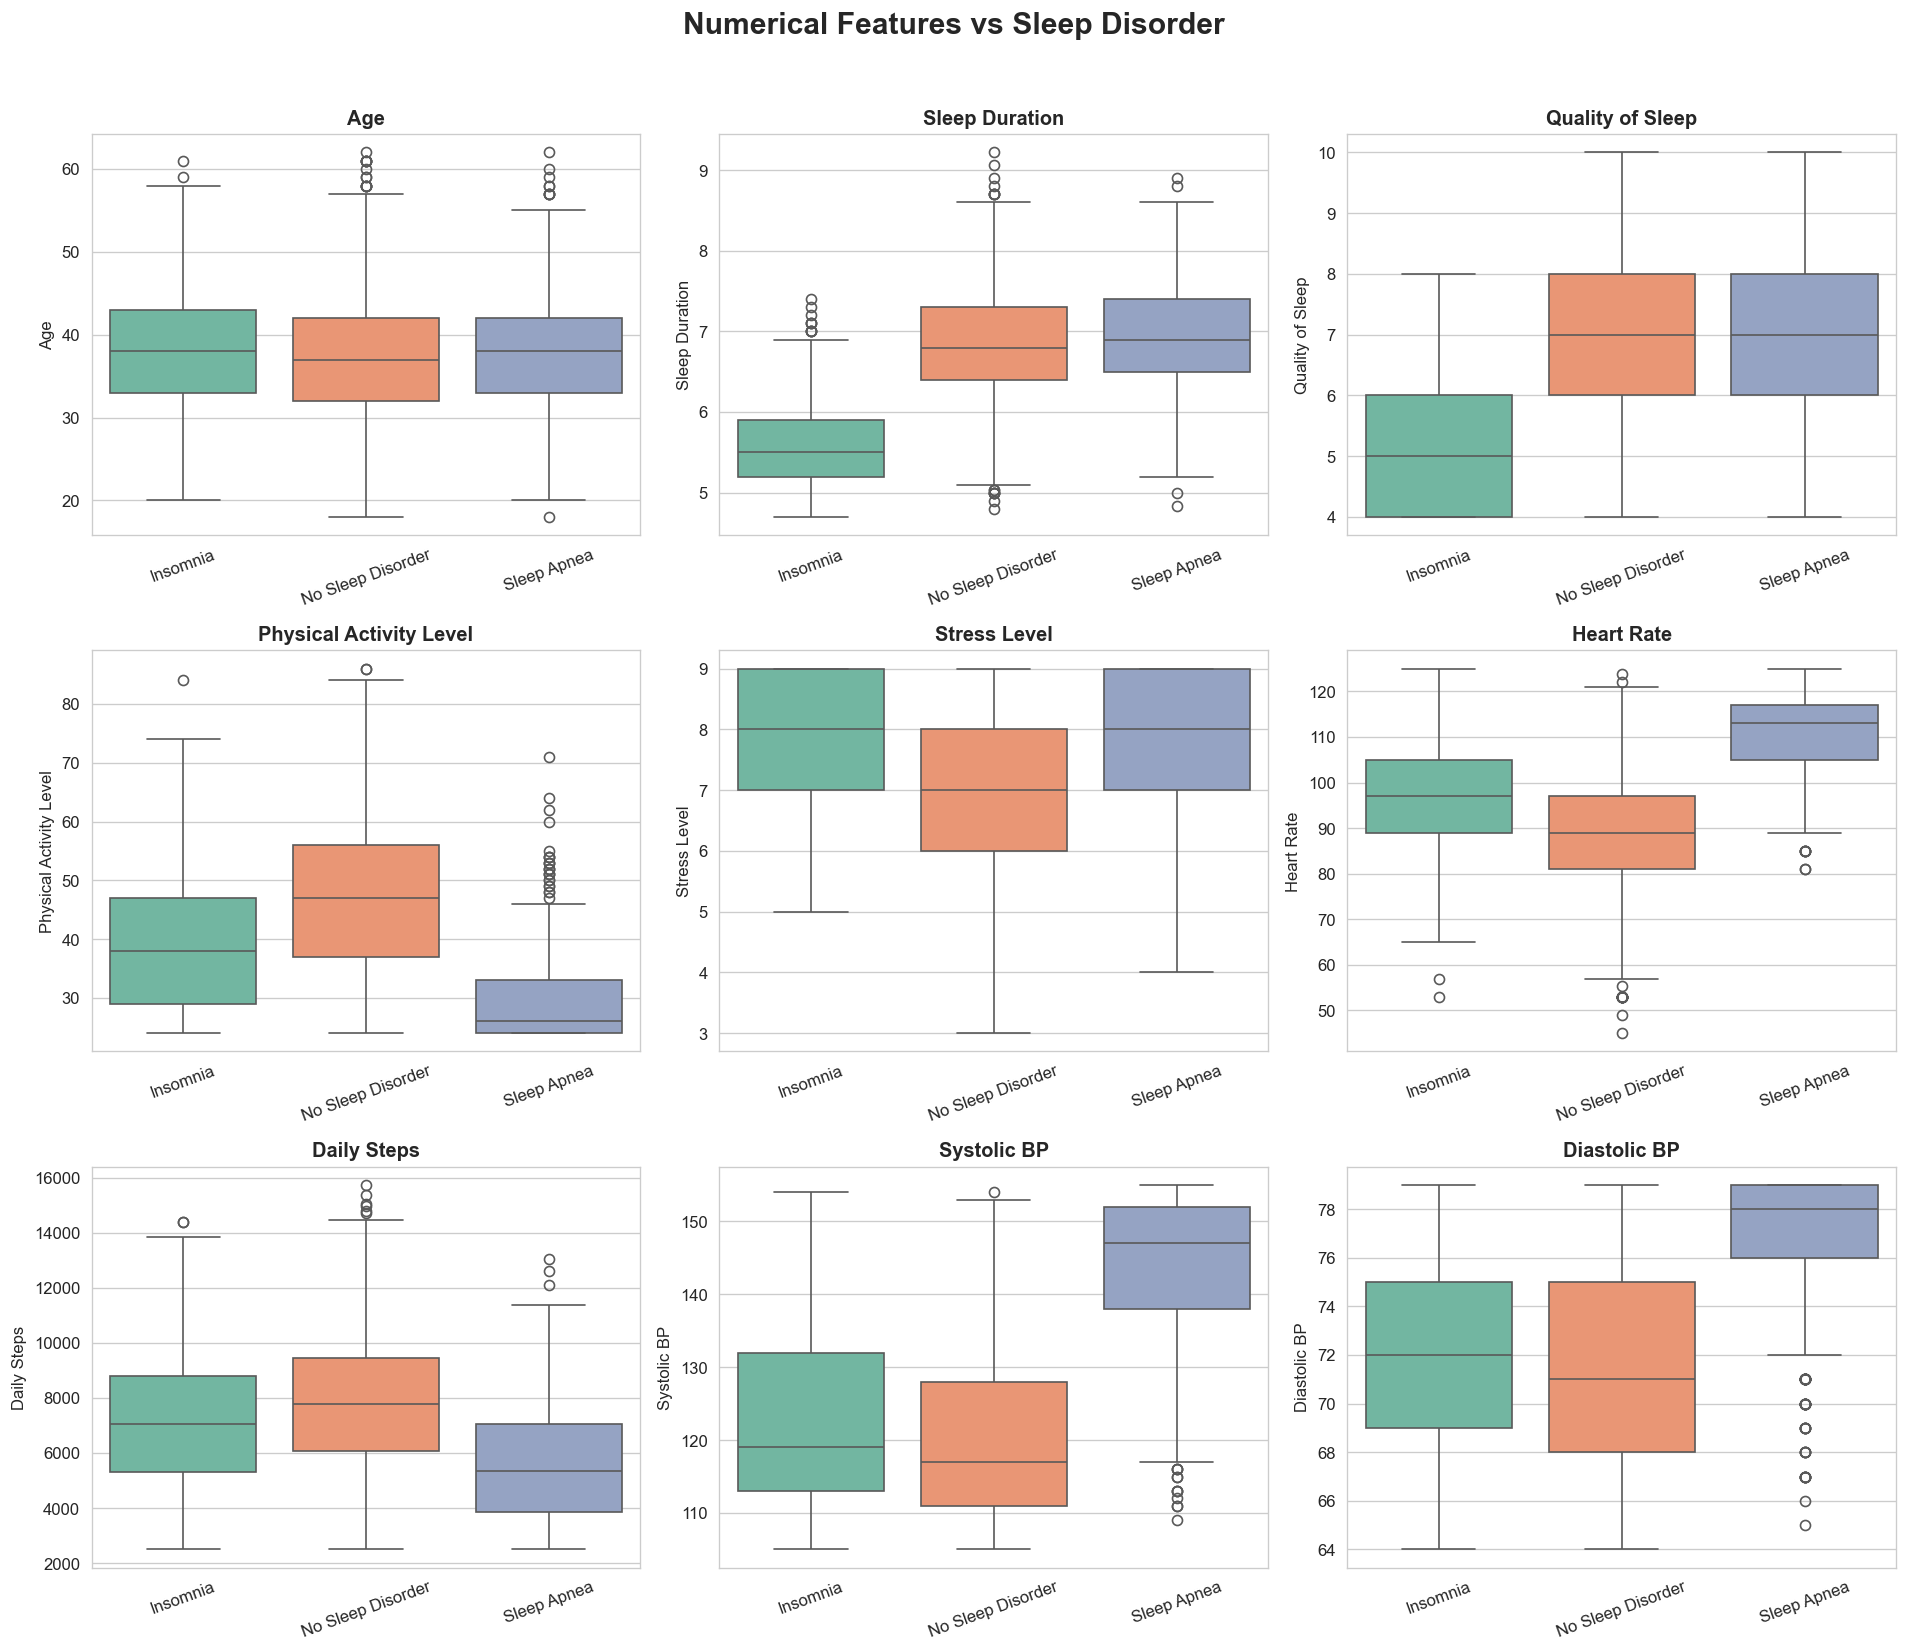 Numerical Features vs Sleep Disorder
Age
Age
60
50
40
30
20
Insomnia
No Sleep Disorder
Sleep Apnea
Sleep Duration
Sleep Duration
9
8
7
6
5
Insomnia
No Sleep Disorder
Sleep Apnea
Quality of Sleep
Quality of Sleep
10
9
8
7
6
5
4
Insomnia
No Sleep Disorder
Sleep Apnea
Physical Activity Level
Physical Activity Level
80
70
60
50
40
30
Insomnia
No Sleep Disorder
Sleep Apnea
Stress Level
Stress Level
9
8
7
6
5
4
3
Insomnia
No Sleep Disorder
Sleep Apnea
Heart Rate
Heart Rate
120
110
100
90
80
70
60
50
Insomnia
No Sleep Disorder
Sleep Apnea
Daily Steps
Daily Steps
16000
14000
12000
10000
8000
6000
4000
2000
Insomnia
No Sleep Disorder
Sleep Apnea
Systolic BP
Systolic BP
150
140
130
120
110
Insomnia
No Sleep Disorder
Sleep Apnea
Diastolic BP
Diastolic BP
78
76
74
72
70
68
66
64
Insomnia
No Sleep Disorder
Sleep Apnea